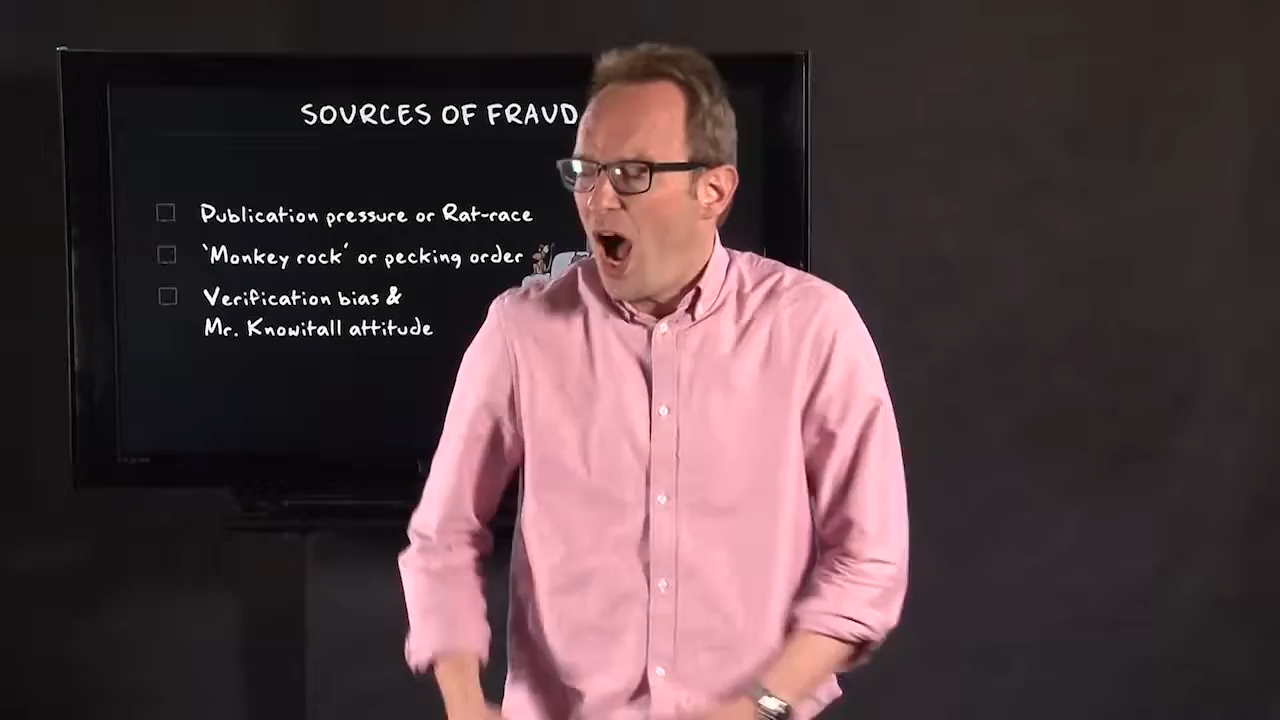 SOURCES OF FRAUD
Publication pressure or Rat-race
'Monkey rock' or pecking order
Verification bias &
Mr. Knowitall attitude